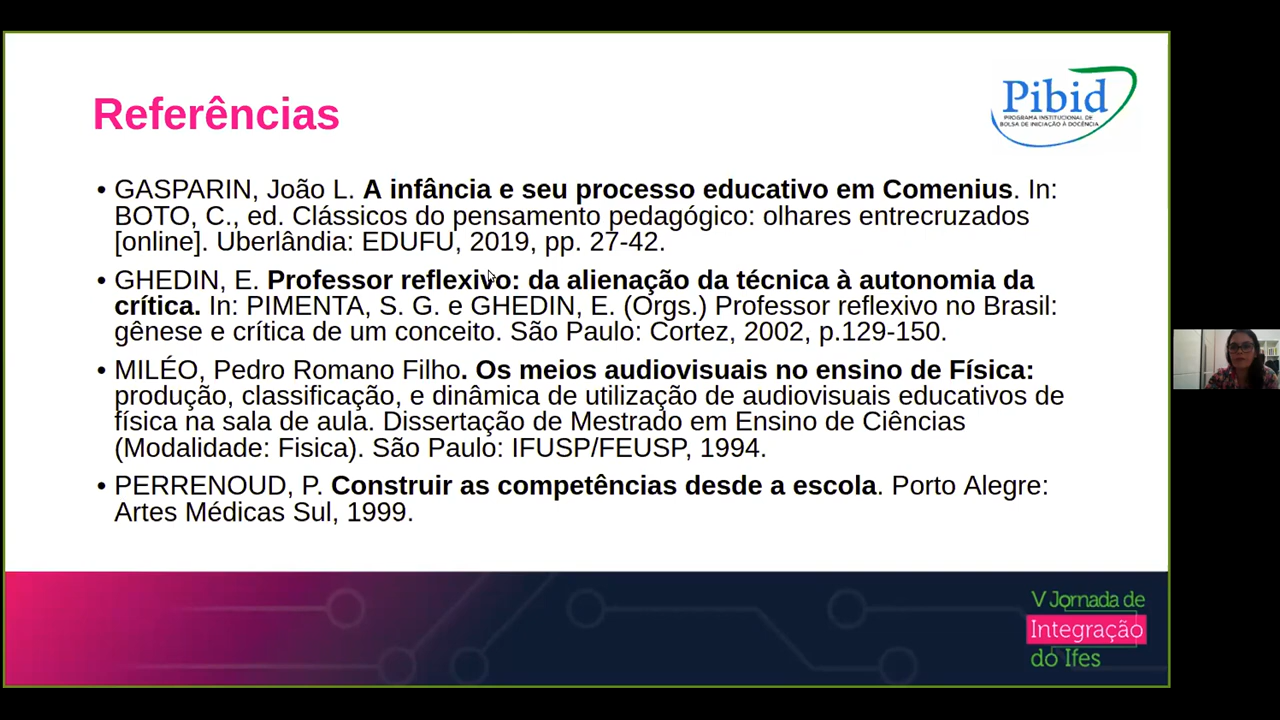 Referências
Pibid
PROGRAMA INSTITUCIONAL DE
BOLSA DE INICIAÇÃO À DOCÊNCIA
• GASPARIN, João L. A infância e seu processo educativo em Comenius. In:
BOTO, C., ed. Clássicos do pensamento pedagógico: olhares entrecruzados
[online]. Uberlândia: EDUFU, 2019, pp. 27-42.
• GHEDIN, E. Professor reflexivo: da alienação da técnica à autonomia da
crítica. In: PIMENTA, S. G. e GHEDIN, E. (Orgs.) Professor reflexivo no Brasil:
gênese e crítica de um conceito. São Paulo: Cortez, 2002, p.129-150.
• MILÉO, Pedro Romano Filho. Os meios audiovisuais no ensino de Física:
produção, classificação, e dinâmica de utilização de audiovisuais educativos de
física na sala de aula. Dissertação de Mestrado em Ensino de Ciências
(Modalidade: Fisica). São Paulo: IFUSP/FEUSP, 1994.
• PERRENOUD, P. Construir as competências desde a escola. Porto Alegre:
Artes Médicas Sul, 1999.
V Jornada de
Integração
do Ifes